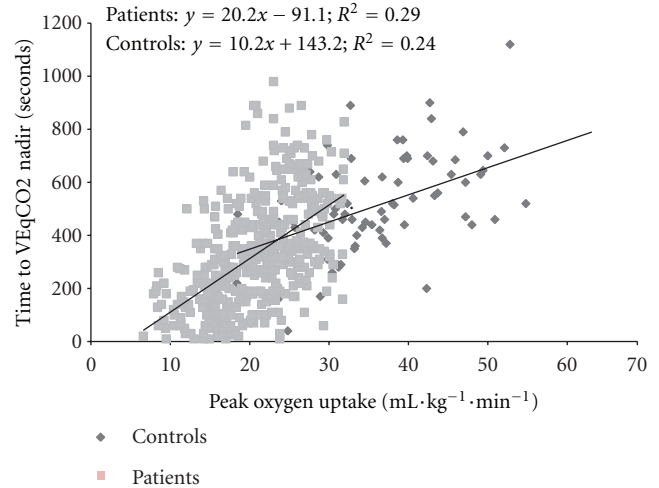 Patients: y = 20.2x − 91.1; R² = 0.29
Controls: y = 10.2x + 143.2; R² = 0.24
Time to VEqCO2 nadir (seconds)
1200
1000
800
600
400
200
0
0 10 20 30 40 50 60 70
Peak oxygen uptake (mL·kg⁻¹·min⁻¹)
Controls
Patients